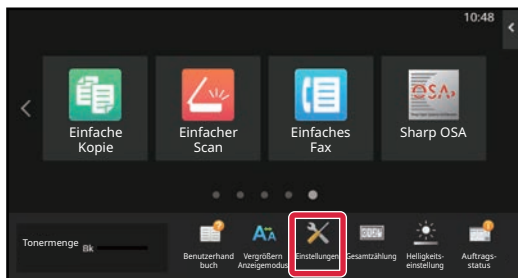 10:48
Einfache
Kopie
Einfacher
Scan
Einfaches
Fax
Sharp OSA
Tonermenge
Bk
Benutzerhand
buch
Vergrößern
Anzeigemodus
Einstellungen
Gesamtzählung
Helligkeits-
einstellung
Auftrags-
status